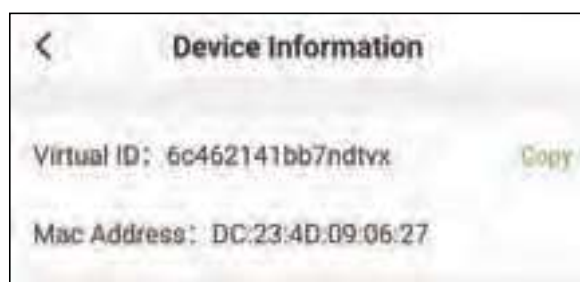 Device Information
Virtual ID: 6c462141bb7ndtvx Copy
Mac Address: DC:23:4D:09:06:27